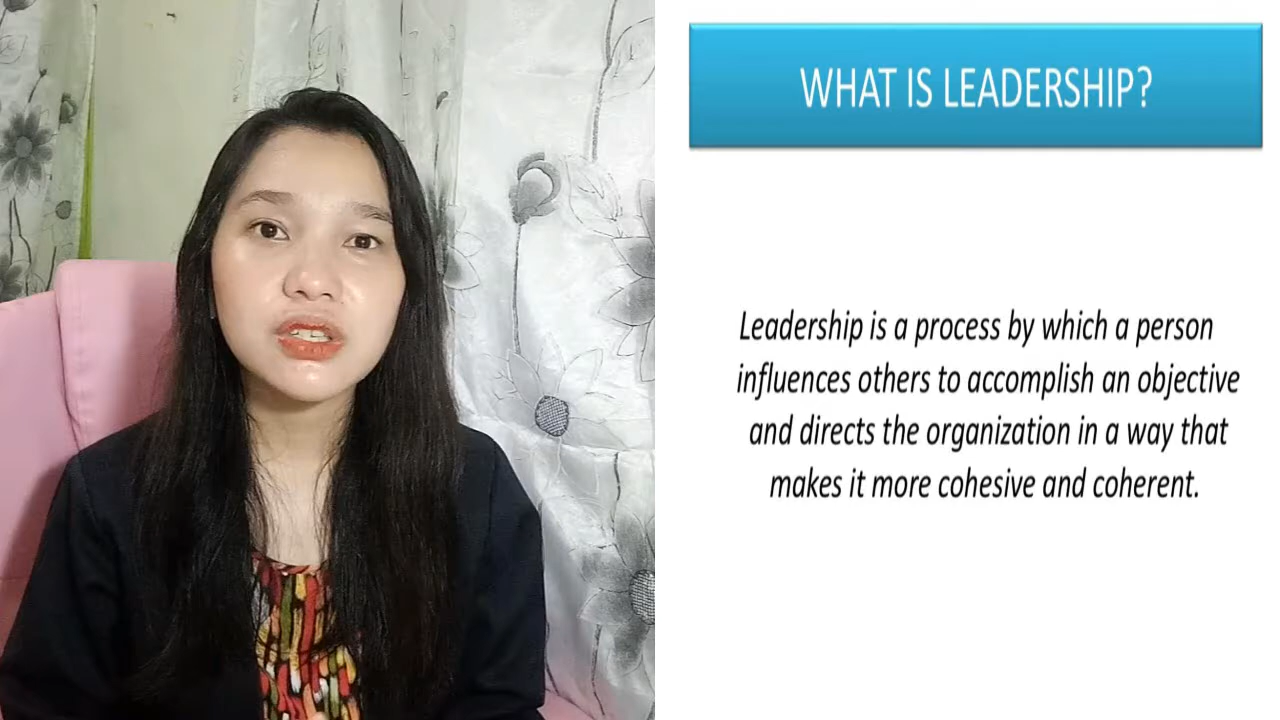 WHAT IS LEADERSHIP?
Leadership is a process by which a person
influences others to accomplish an objective
and directs the organization in a way that
makes it more cohesive and coherent.